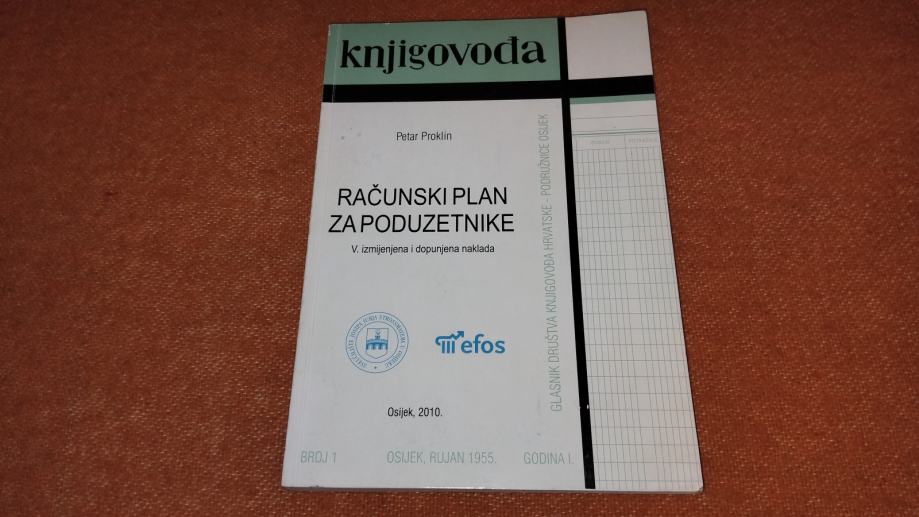 knjigovođa
Petar Proklin
RAČUNSKI PLAN
ZA PODUZETNIKE
V. izmijenjena i dopunjena naklada
efos
Osijek, 2010.
BROJ 1 OSIJEK, RUJAN 1955. GODINA I.
GLASNIK DRUŠTVA KNJIGOVOĐA HRVATSKE - PODRUŽNICE OSIJEK